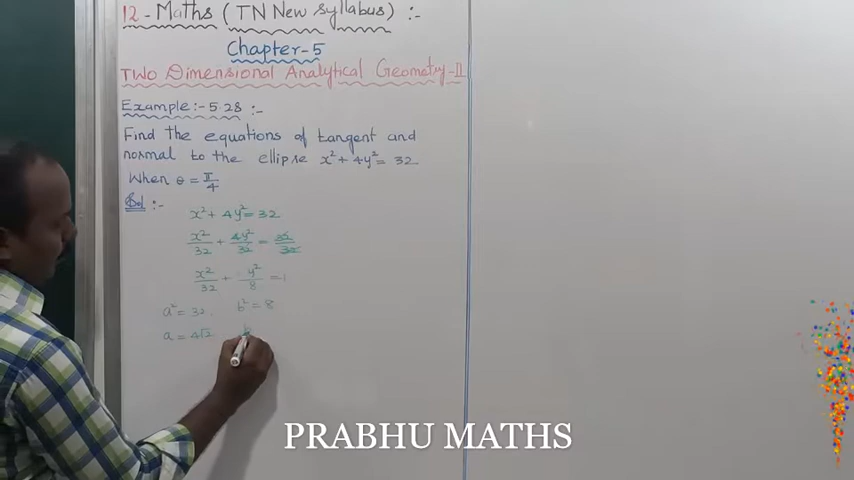 12 - Maths (TN New syllabus) :-
Chapter-5
Two Dimensional Analytical Geometry-II
Example:- 5.28 :-
Find the equations of tangent and
normal to the ellipse x² + 4y² = 32
When θ = π/4
Sol :-
x² + 4y² = 32
x²/32 + 4y²/32 = 32/32
x²/32 + y²/8 = 1
a² = 32, b² = 8
a = 4√2 b
PRABHU MATHS